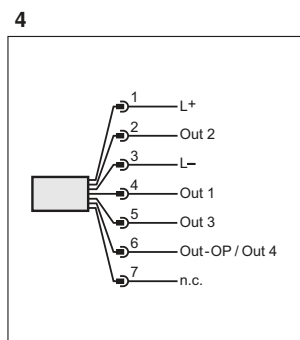 4
1 L+
2 Out 2
3 L–
4 Out 1
5 Out 3
6 Out-OP / Out 4
7 n.c.